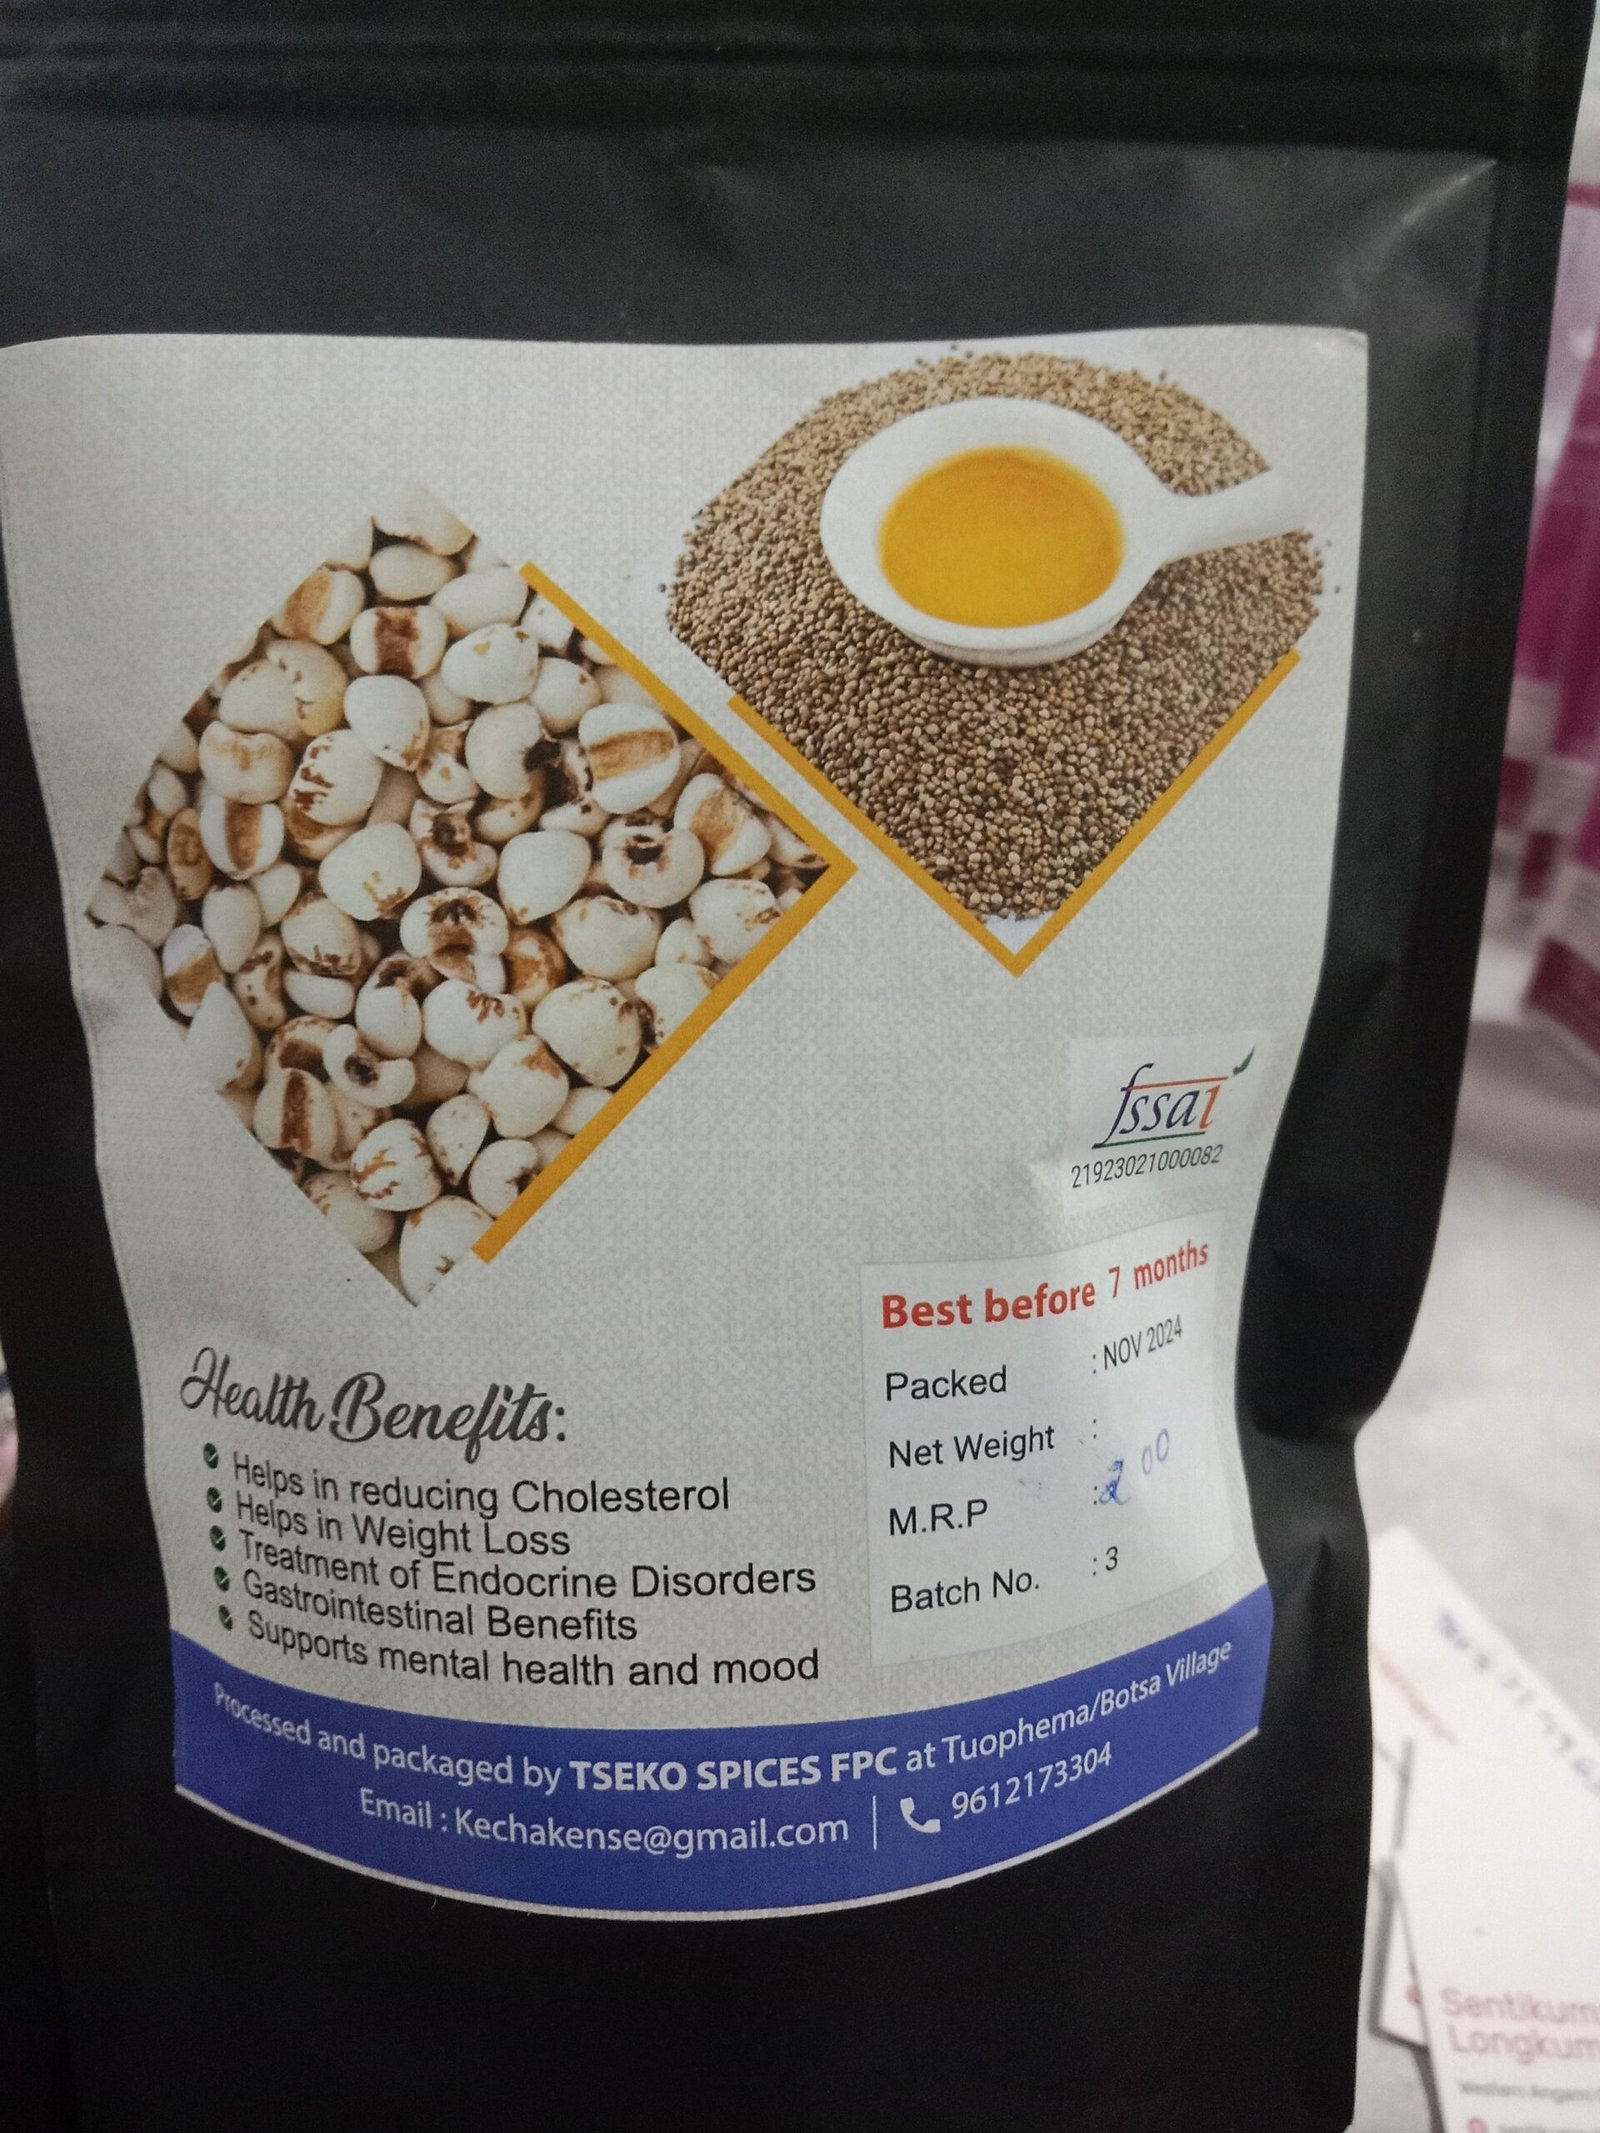 fssai
21923021000082
Best before 7 months
Packed : NOV 2024
Net Weight :
M.R.P : 200
Batch No. : 3
Health Benefits:
Helps in reducing Cholesterol
Helps in Weight Loss
Treatment of Endocrine Disorders
Gastrointestinal Benefits
Supports mental health and mood
Processed and packaged by TSEKO SPICES FPC at Tuophema/Botsa Village
Email : Kechakense@gmail.com | 9612173304
Sentikum
Longkum